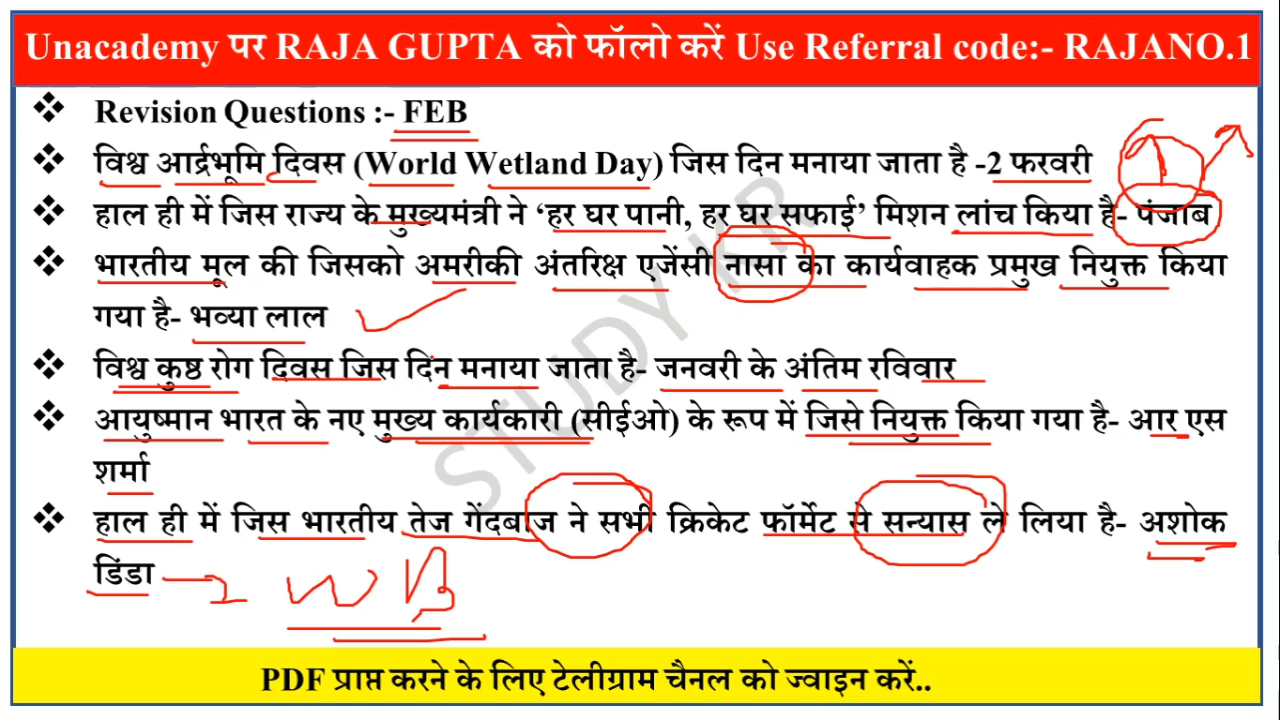 Unacademy पर RAJA GUPTA को फॉलो करें Use Referral code:- RAJANO.1
❖ Revision Questions :- FEB
❖ विश्व आर्द्रभूमि दिवस (World Wetland Day) जिस दिन मनाया जाता है -2 फरवरी
❖ हाल ही में जिस राज्य के मुख्यमंत्री ने ‘हर घर पानी, हर घर सफाई’ मिशन लांच किया है- पंजाब
❖ भारतीय मूल की जिसको अमरीकी अंतरिक्ष एजेंसी नासा का कार्यवाहक प्रमुख नियुक्त किया
गया है- भव्या लाल
❖ विश्व कुष्ठ रोग दिवस जिस दिन मनाया जाता है- जनवरी के अंतिम रविवार
❖ आयुष्मान भारत के नए मुख्य कार्यकारी (सीईओ) के रूप में जिसे नियुक्त किया गया है- आर एस
शर्मा
❖ हाल ही में जिस भारतीय तेज गेंदबाज ने सभी क्रिकेट फॉर्मेट से सन्यास ले लिया है- अशोक
डिंडा
WB
STUDY KR
PDF प्राप्त करने के लिए टेलीग्राम चैनल को ज्वाइन करें..